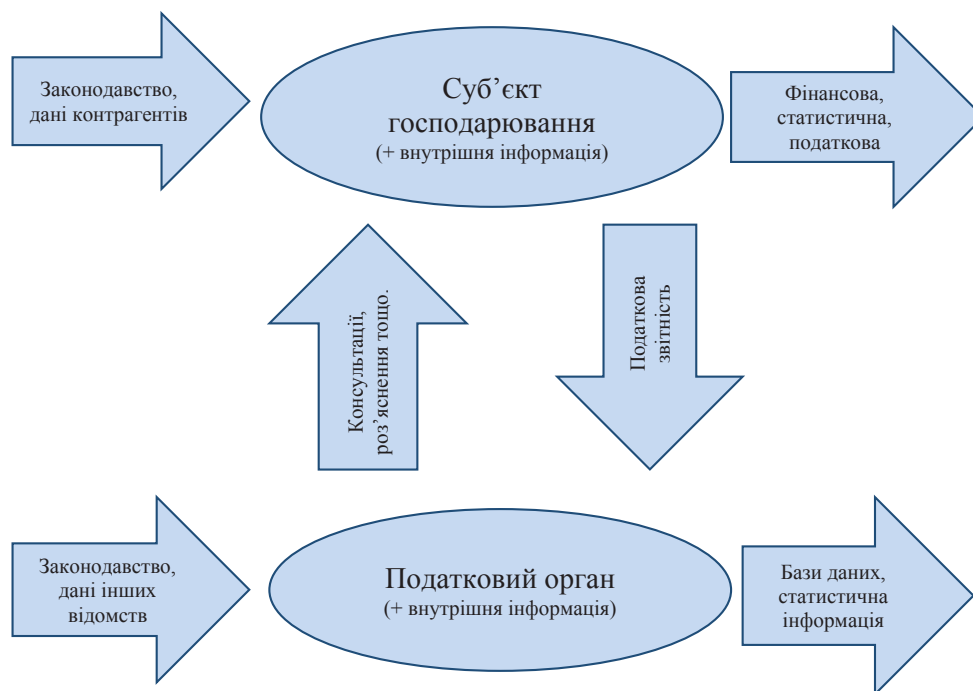 Законодавство,
дані контрагентів
Суб’єкт
господарювання
(+ внутрішня інформація)
Фінансова,
статистична,
податкова
Консультації,
роз’яснення тощо.
Податкова
звітність
Законодавство,
дані інших
відомств
Податковий орган
(+ внутрішня інформація)
Бази даних,
статистична
інформація